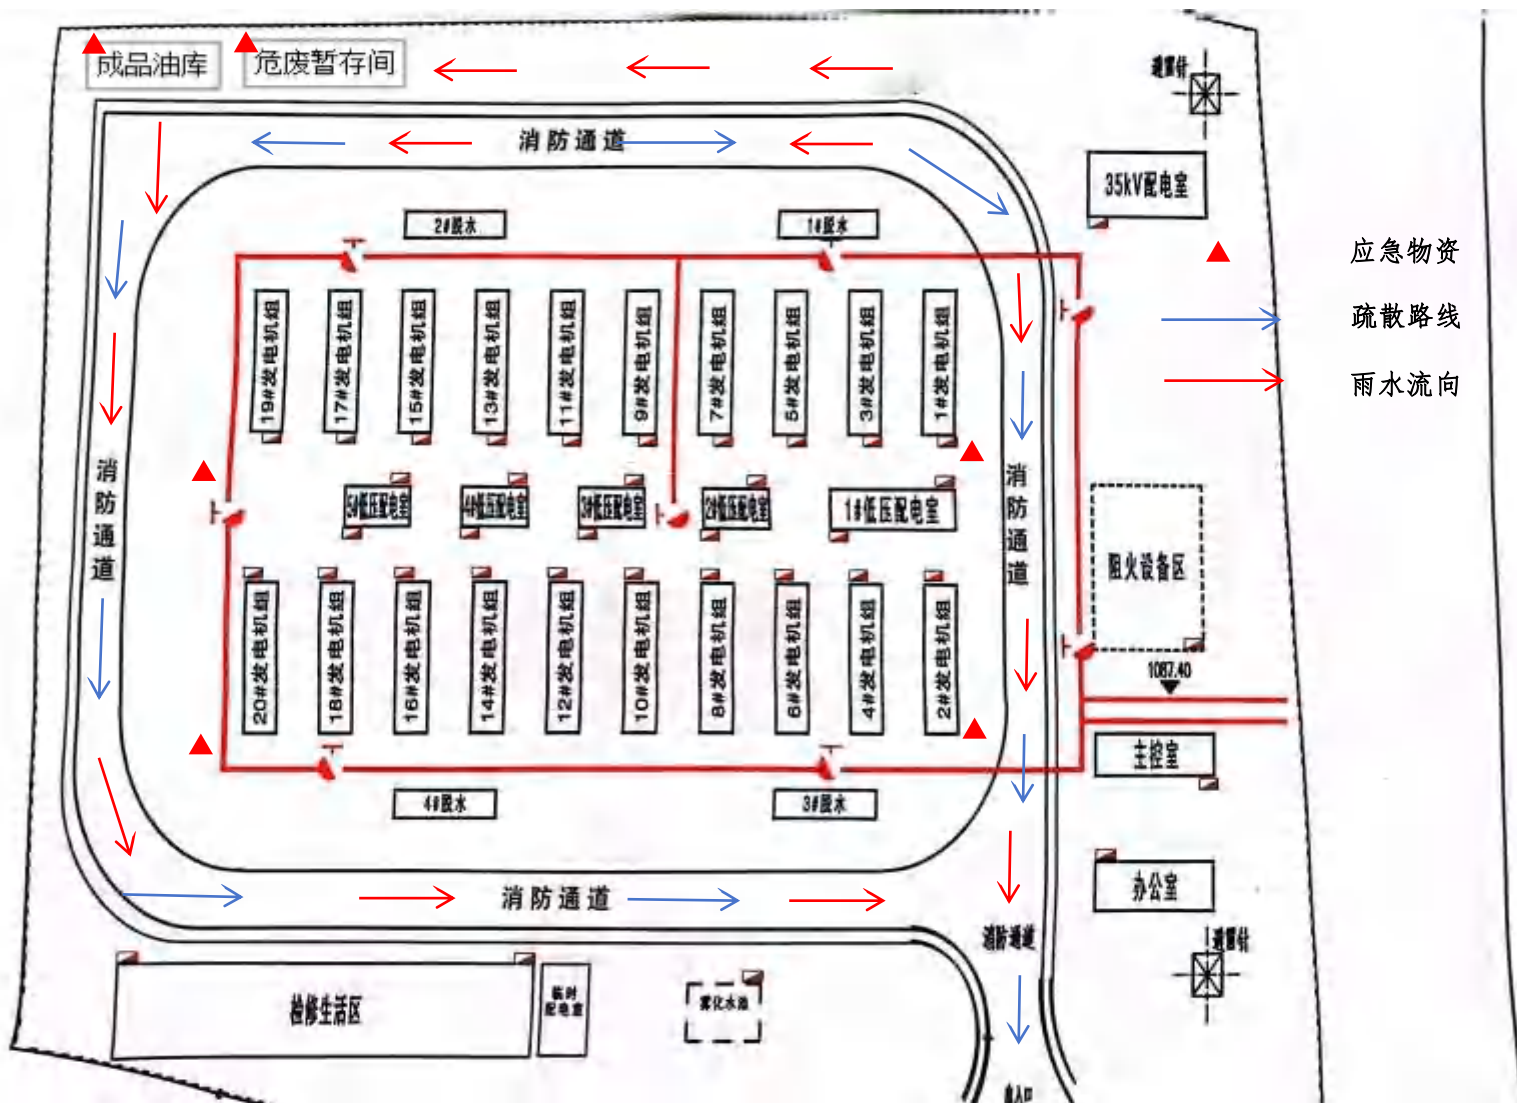 成品油库
危废暂存间
避雷针
消防通道
35kV配电室
2#脱水
1#脱水
应急物资
疏散路线
雨水流向
19#发电机组
17#发电机组
15#发电机组
13#发电机组
11#发电机组
9#发电机组
7#发电机组
5#发电机组
3#发电机组
1#发电机组
消防通道
消防通道
5#低压配电室
4#低压配电室
3#低压配电室
2#低压配电室
1#低压配电室
阻火设备区
20#发电机组
18#发电机组
16#发电机组
14#发电机组
12#发电机组
10#发电机组
8#发电机组
6#发电机组
4#发电机组
2#发电机组
1087.40
主控室
4#脱水
3#脱水
办公室
消防通道
消防通道
避雷针
检修生活区
临时
配电室
雾化水池